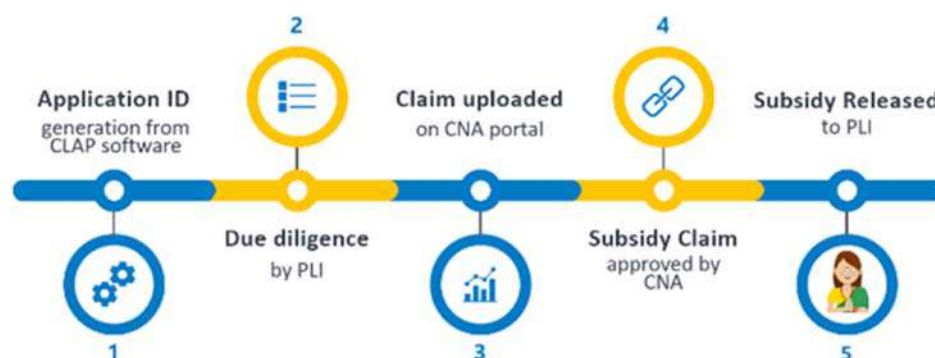 1
Application ID
generation from
CLAP software
2
Due diligence
by PLI
3
Claim uploaded
on CNA portal
4
Subsidy Claim
approved by
CNA
5
Subsidy Released
to PLI